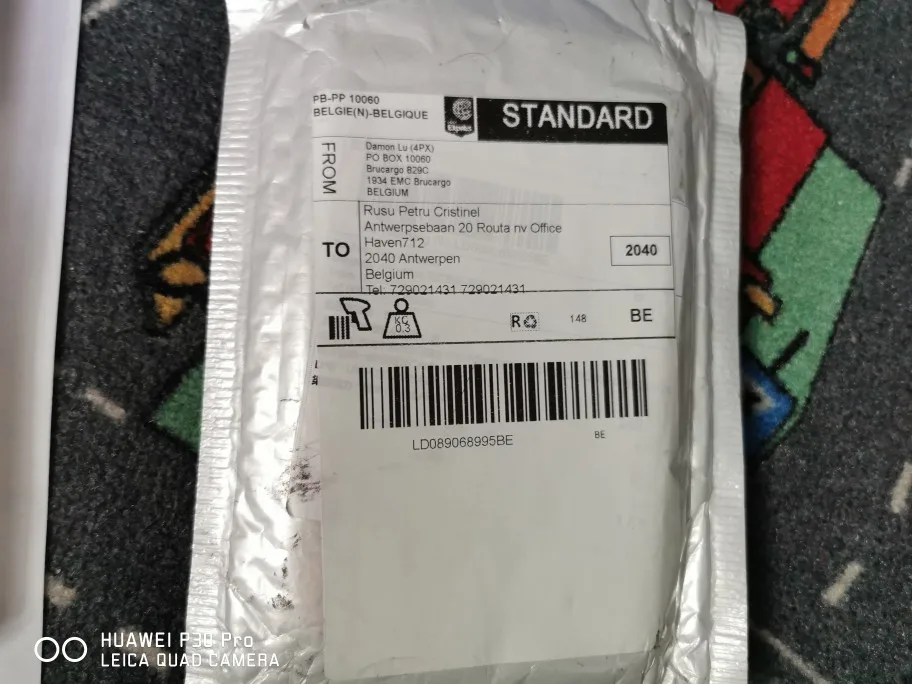 PB-PP 10060
BELGIE(N)-BELGIQUE
STANDARD
FROM
Damon Lu (4PX)
PO BOX 10060
Brucargo B29C
1934 EMC Brucargo
BELGIUM
TO
Rusu Petru Cristinel
Antwerpsebaan 20 Routa nv Office
Haven712
2040 Antwerpen
Belgium
Tel: 729021431 729021431
2040
KG
0.3
R
148
BE
LD089068995BE
BE
HUAWEI P30 Pro
LEICA QUAD CAMERA